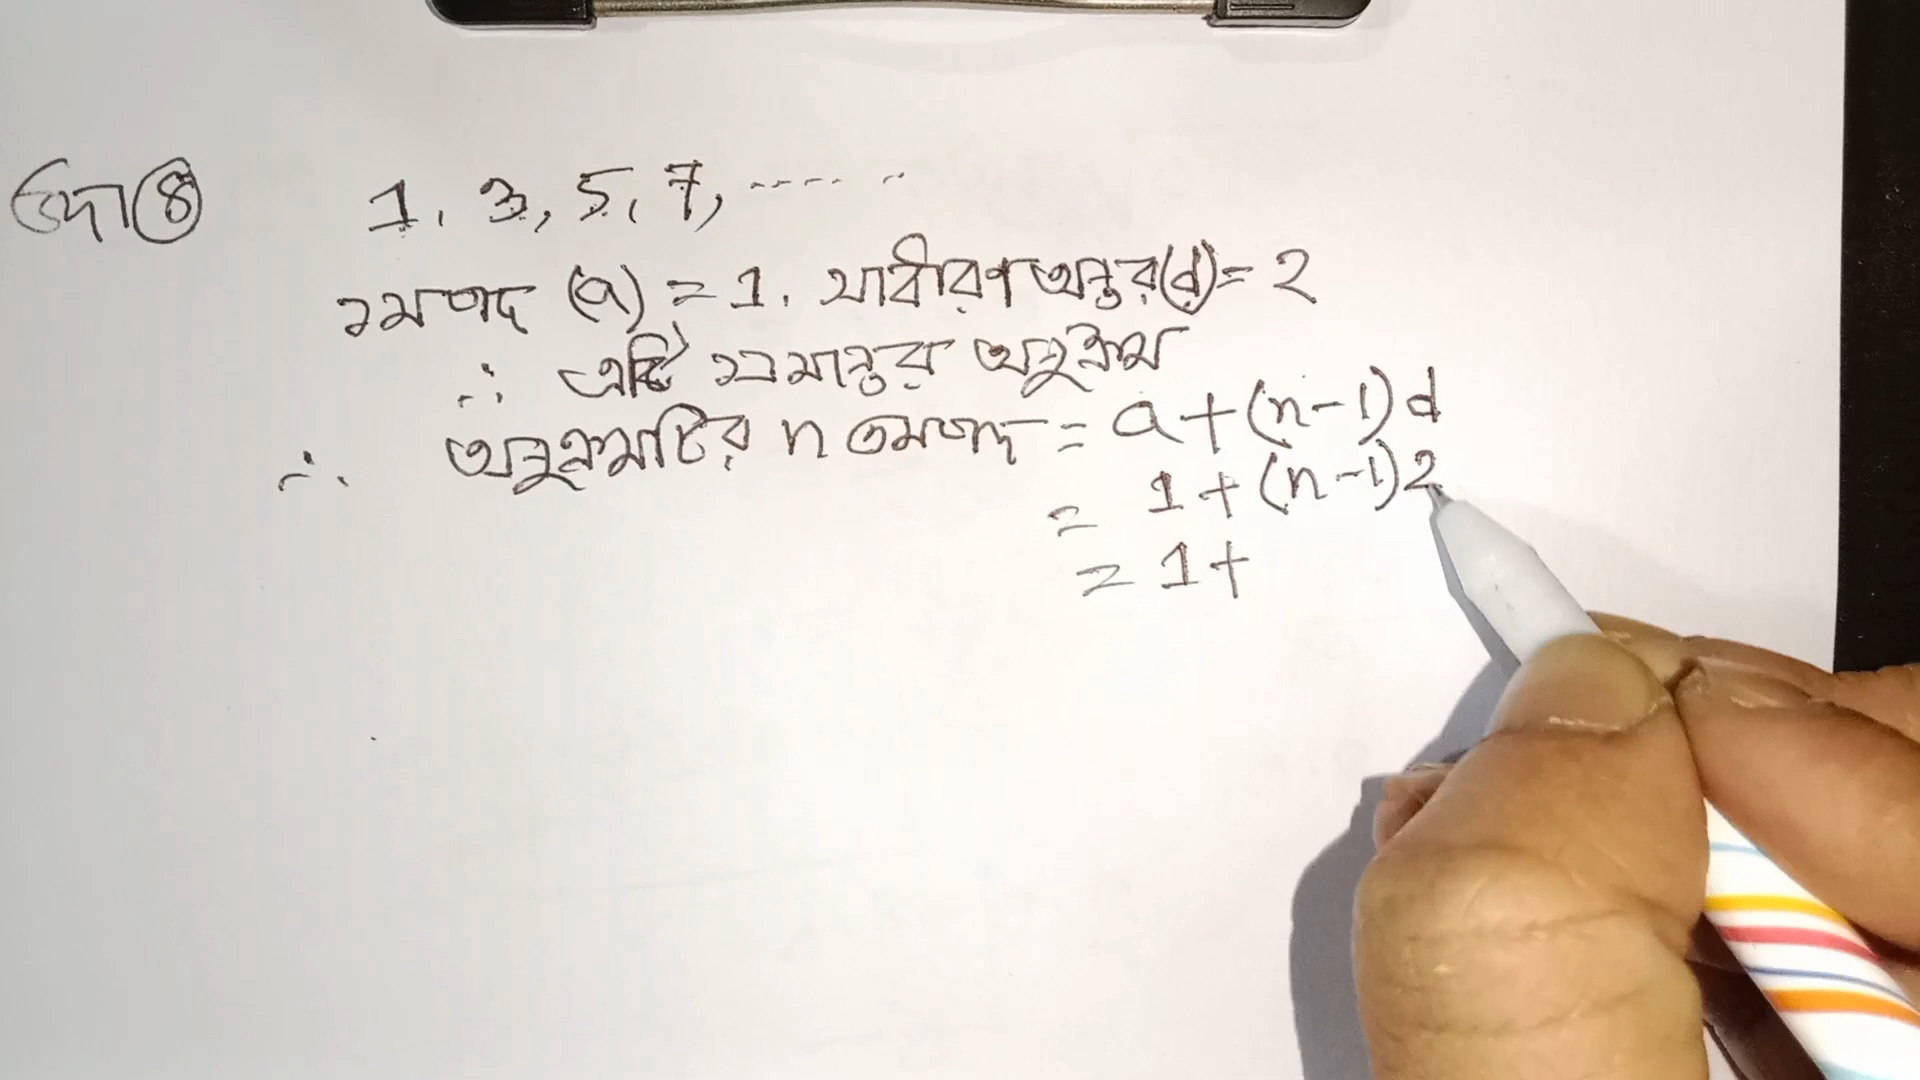 উদা ৪ 1, 3, 5, 7, ........
১ম পদ (a) = 1, সাধারণ অন্তর (d) = 2
∴ এটি সমান্তর অনুক্রম
∴ অনুক্রমটির n তম পদ = a + (n-1) d
= 1 + (n-1) 2
= 1 +